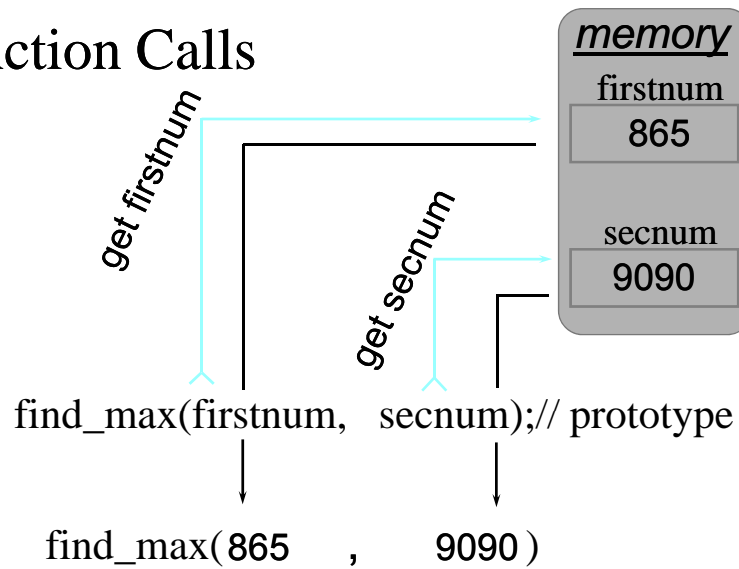 ction Calls
memory
firstnum
865
get firstnum
secnum
9090
get secnum
find_max(firstnum, secnum);// prototype
find_max(865 , 9090)